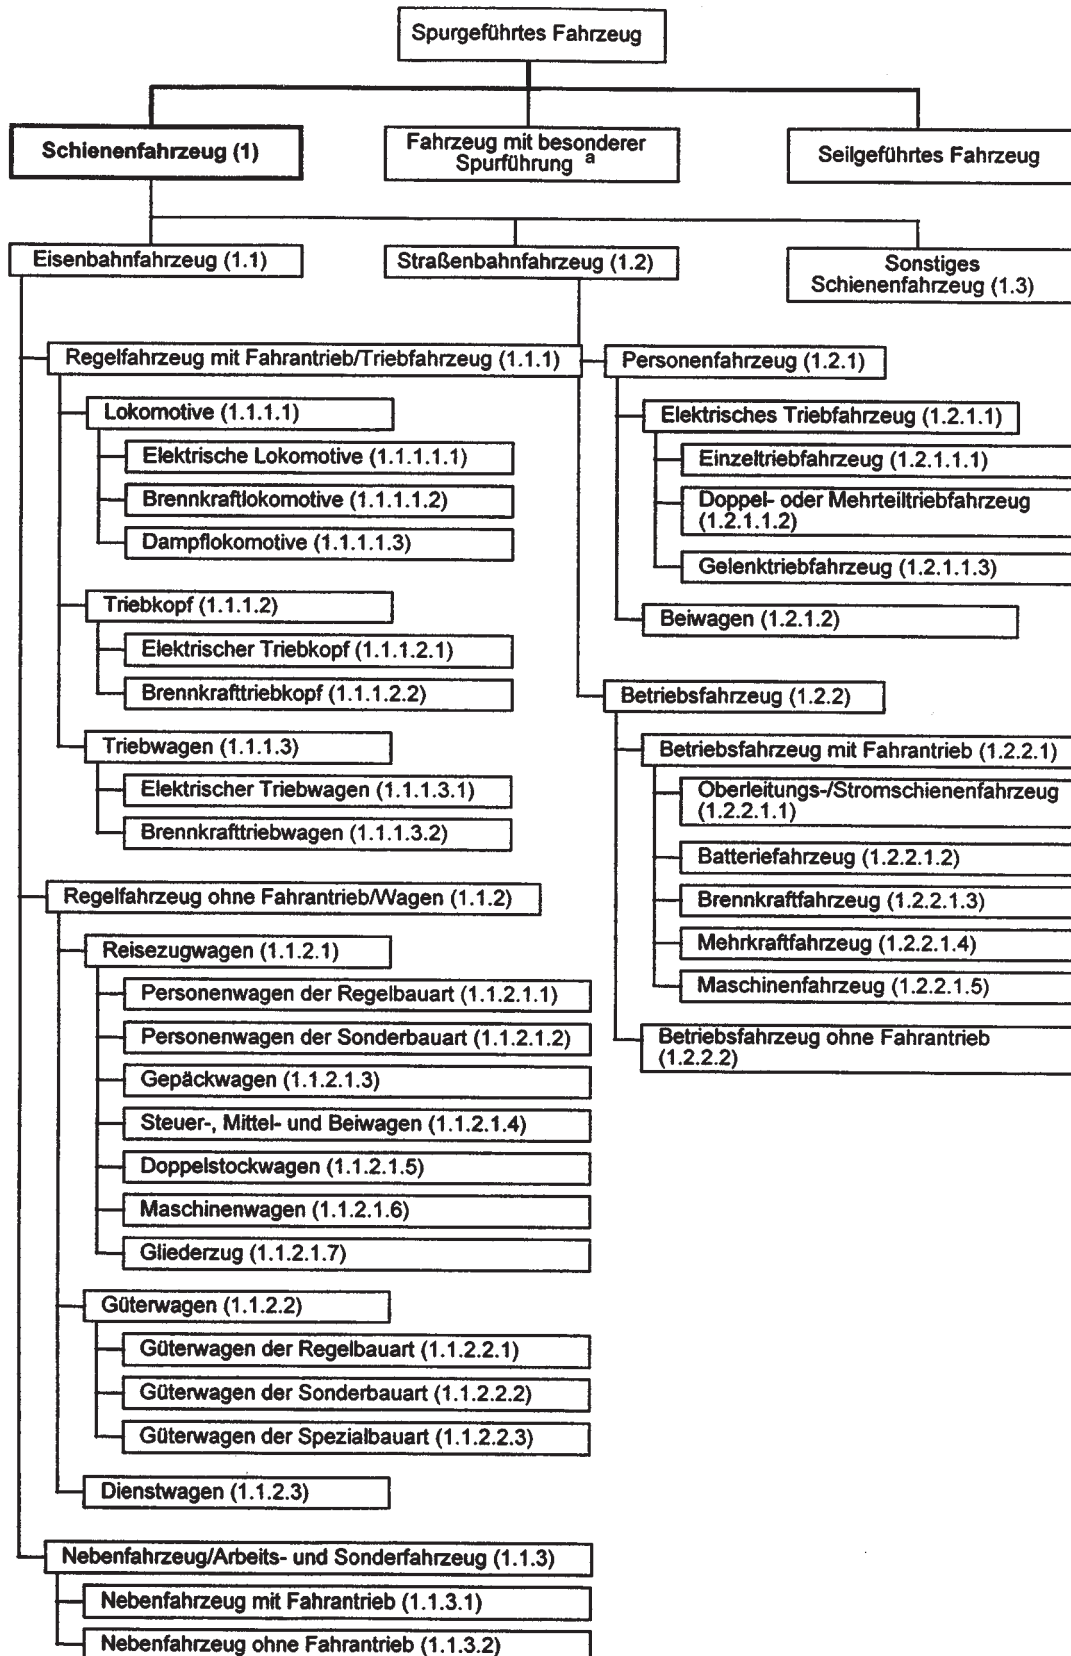 Spurgeführtes Fahrzeug
Schienenfahrzeug (1)
Fahrzeug mit besonderer
Spurführung a
Seilgeführtes Fahrzeug
Eisenbahnfahrzeug (1.1)
Straßenbahnfahrzeug (1.2)
Sonstiges
Schienenfahrzeug (1.3)
Regelfahrzeug mit Fahrantrieb/Triebfahrzeug (1.1.1)
Lokomotive (1.1.1.1)
Elektrische Lokomotive (1.1.1.1.1)
Brennkraftlokomotive (1.1.1.1.2)
Dampflokomotive (1.1.1.1.3)
Triebkopf (1.1.1.2)
Elektrischer Triebkopf (1.1.1.2.1)
Brennkrafttriebkopf (1.1.1.2.2)
Triebwagen (1.1.1.3)
Elektrischer Triebwagen (1.1.1.3.1)
Brennkrafttriebwagen (1.1.1.3.2)
Regelfahrzeug ohne Fahrantrieb/Wagen (1.1.2)
Reisezugwagen (1.1.2.1)
Personenwagen der Regelbauart (1.1.2.1.1)
Personenwagen der Sonderbauart (1.1.2.1.2)
Gepäckwagen (1.1.2.1.3)
Steuer-, Mittel- und Beiwagen (1.1.2.1.4)
Doppelstockwagen (1.1.2.1.5)
Maschinenwagen (1.1.2.1.6)
Gliederzug (1.1.2.1.7)
Güterwagen (1.1.2.2)
Güterwagen der Regelbauart (1.1.2.2.1)
Güterwagen der Sonderbauart (1.1.2.2.2)
Güterwagen der Spezialbauart (1.1.2.2.3)
Dienstwagen (1.1.2.3)
Nebenfahrzeug/Arbeits- und Sonderfahrzeug (1.1.3)
Nebenfahrzeug mit Fahrantrieb (1.1.3.1)
Nebenfahrzeug ohne Fahrantrieb (1.1.3.2)
Personenfahrzeug (1.2.1)
Elektrisches Triebfahrzeug (1.2.1.1)
Einzeltriebfahrzeug (1.2.1.1.1)
Doppel- oder Mehrteiltriebfahrzeug
(1.2.1.1.2)
Gelenktriebfahrzeug (1.2.1.1.3)
Beiwagen (1.2.1.2)
Betriebsfahrzeug (1.2.2)
Betriebsfahrzeug mit Fahrantrieb (1.2.2.1)
Oberleitungs-/Stromschienenfahrzeug
(1.2.2.1.1)
Batteriefahrzeug (1.2.2.1.2)
Brennkraftfahrzeug (1.2.2.1.3)
Mehrkraftfahrzeug (1.2.2.1.4)
Maschinenfahrzeug (1.2.2.1.5)
Betriebsfahrzeug ohne Fahrantrieb
(1.2.2.2)